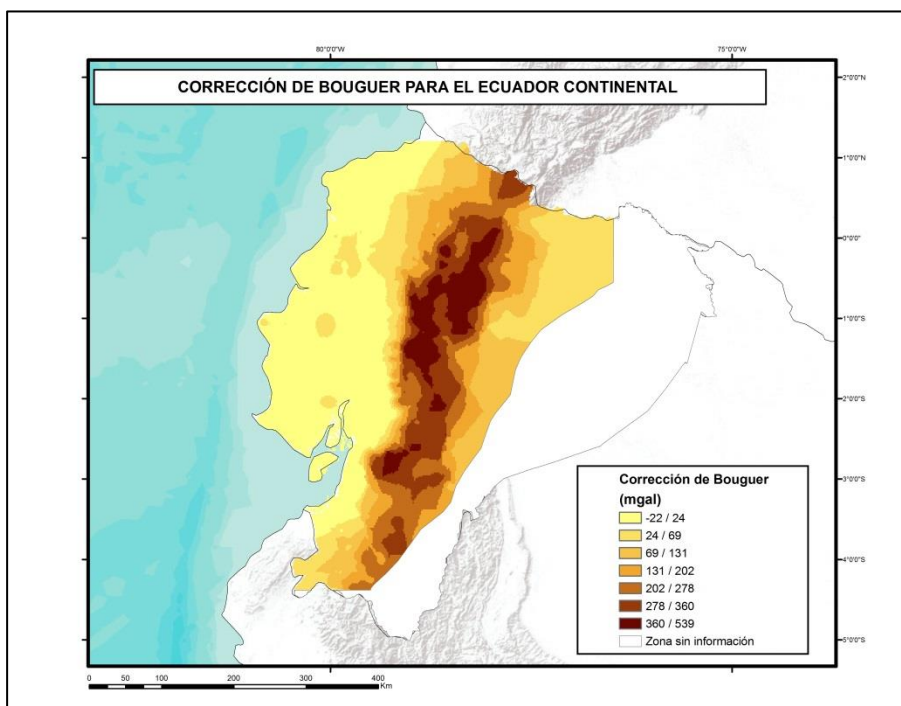 80°0'0"W 75°0'0"W
CORRECCIÓN DE BOUGUER PARA EL ECUADOR CONTINENTAL
2°0'0"N
1°0'0"N
0°0'0"
1°0'0"S
2°0'0"S
3°0'0"S
4°0'0"S
5°0'0"S
Corrección de Bouguer
(mgal)
-22 / 24
24 / 69
69 / 131
131 / 202
202 / 278
278 / 360
360 / 539
Zona sin información
0 50 100 200 300 400
Km